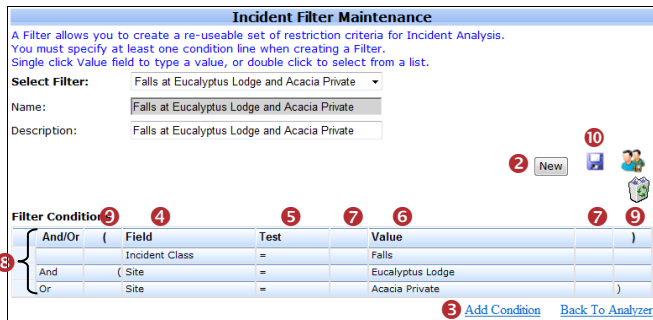 Incident Filter Maintenance
A Filter allows you to create a re-useable set of restriction criteria for Incident Analysis.
You must specify at least one condition line when creating a Filter.
Single click Value field to type a value, or double click to select from a list.
Select Filter: Falls at Eucalyptus Lodge and Acacia Private
Name: Falls at Eucalyptus Lodge and Acacia Private
Description: Falls at Eucalyptus Lodge and Acacia Private
10
2 New
Filter Conditions 9 4 5 7 6 7 9
And/Or ( Field Test Value )
Incident Class = Falls
8 And ( Site = Eucalyptus Lodge
Or Site = Acacia Private )
3 Add Condition Back To Analyzer